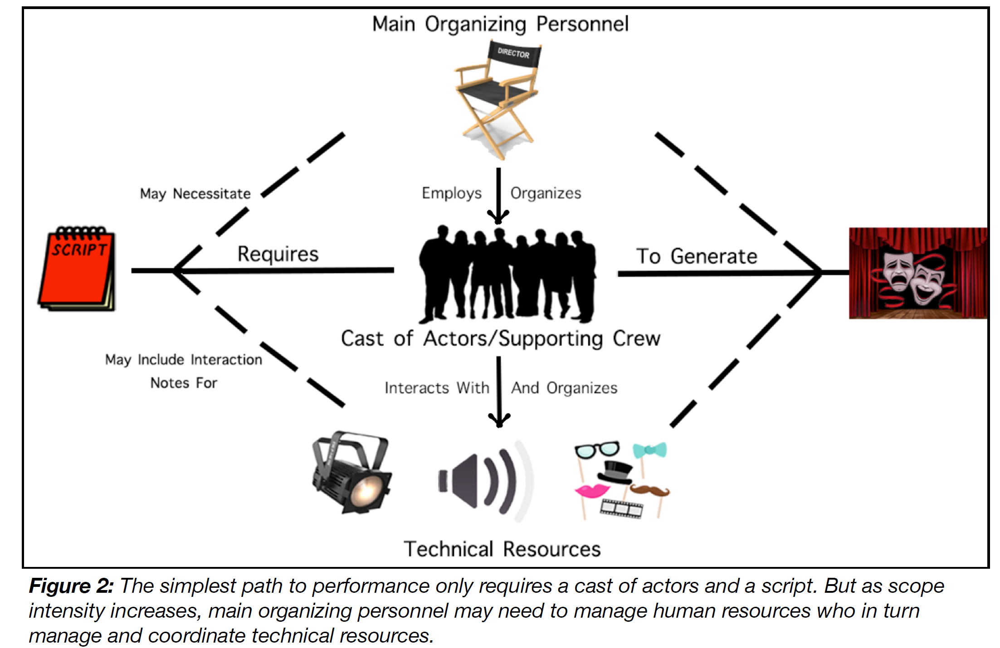 Main Organizing Personnel
DIRECTOR
May Necessitate
Employs
Organizes
SCRIPT
Requires
To Generate
Cast of Actors/Supporting Crew
May Include Interaction
Notes For
Interacts With
And Organizes
Technical Resources
Figure 2: The simplest path to performance only requires a cast of actors and a script. But as scope
intensity increases, main organizing personnel may need to manage human resources who in turn
manage and coordinate technical resources.